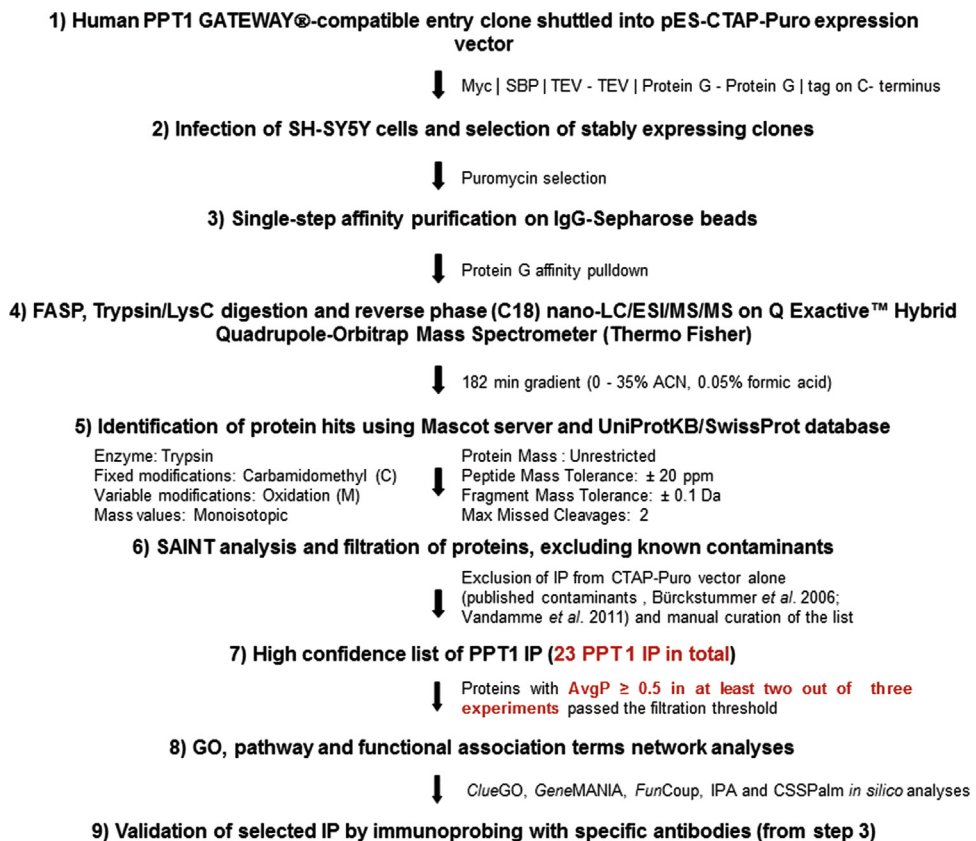 1) Human PPT1 GATEWAY®-compatible entry clone shuttled into pES-CTAP-Puro expression
vector
Myc | SBP | TEV - TEV | Protein G - Protein G | tag on C- terminus
2) Infection of SH-SY5Y cells and selection of stably expressing clones
Puromycin selection
3) Single-step affinity purification on IgG-Sepharose beads
Protein G affinity pulldown
4) FASP, Trypsin/LysC digestion and reverse phase (C18) nano-LC/ESI/MS/MS on Q Exactive™ Hybrid
Quadrupole-Orbitrap Mass Spectrometer (Thermo Fisher)
182 min gradient (0 - 35% ACN, 0.05% formic acid)
5) Identification of protein hits using Mascot server and UniProtKB/SwissProt database
Enzyme: Trypsin
Fixed modifications: Carbamidomethyl (C)
Variable modifications: Oxidation (M)
Mass values: Monoisotopic
Protein Mass : Unrestricted
Peptide Mass Tolerance: ± 20 ppm
Fragment Mass Tolerance: ± 0.1 Da
Max Missed Cleavages: 2
6) SAINT analysis and filtration of proteins, excluding known contaminants
Exclusion of IP from CTAP-Puro vector alone
(published contaminants , Bürckstummer et al. 2006;
Vandamme et al. 2011) and manual curation of the list
7) High confidence list of PPT1 IP (23 PPT1 IP in total)
Proteins with AvgP ≥ 0.5 in at least two out of three
experiments passed the filtration threshold
8) GO, pathway and functional association terms network analyses
ClueGO, GeneMANIA, FunCoup, IPA and CSSPalm in silico analyses
9) Validation of selected IP by immunoprobing with specific antibodies (from step 3)